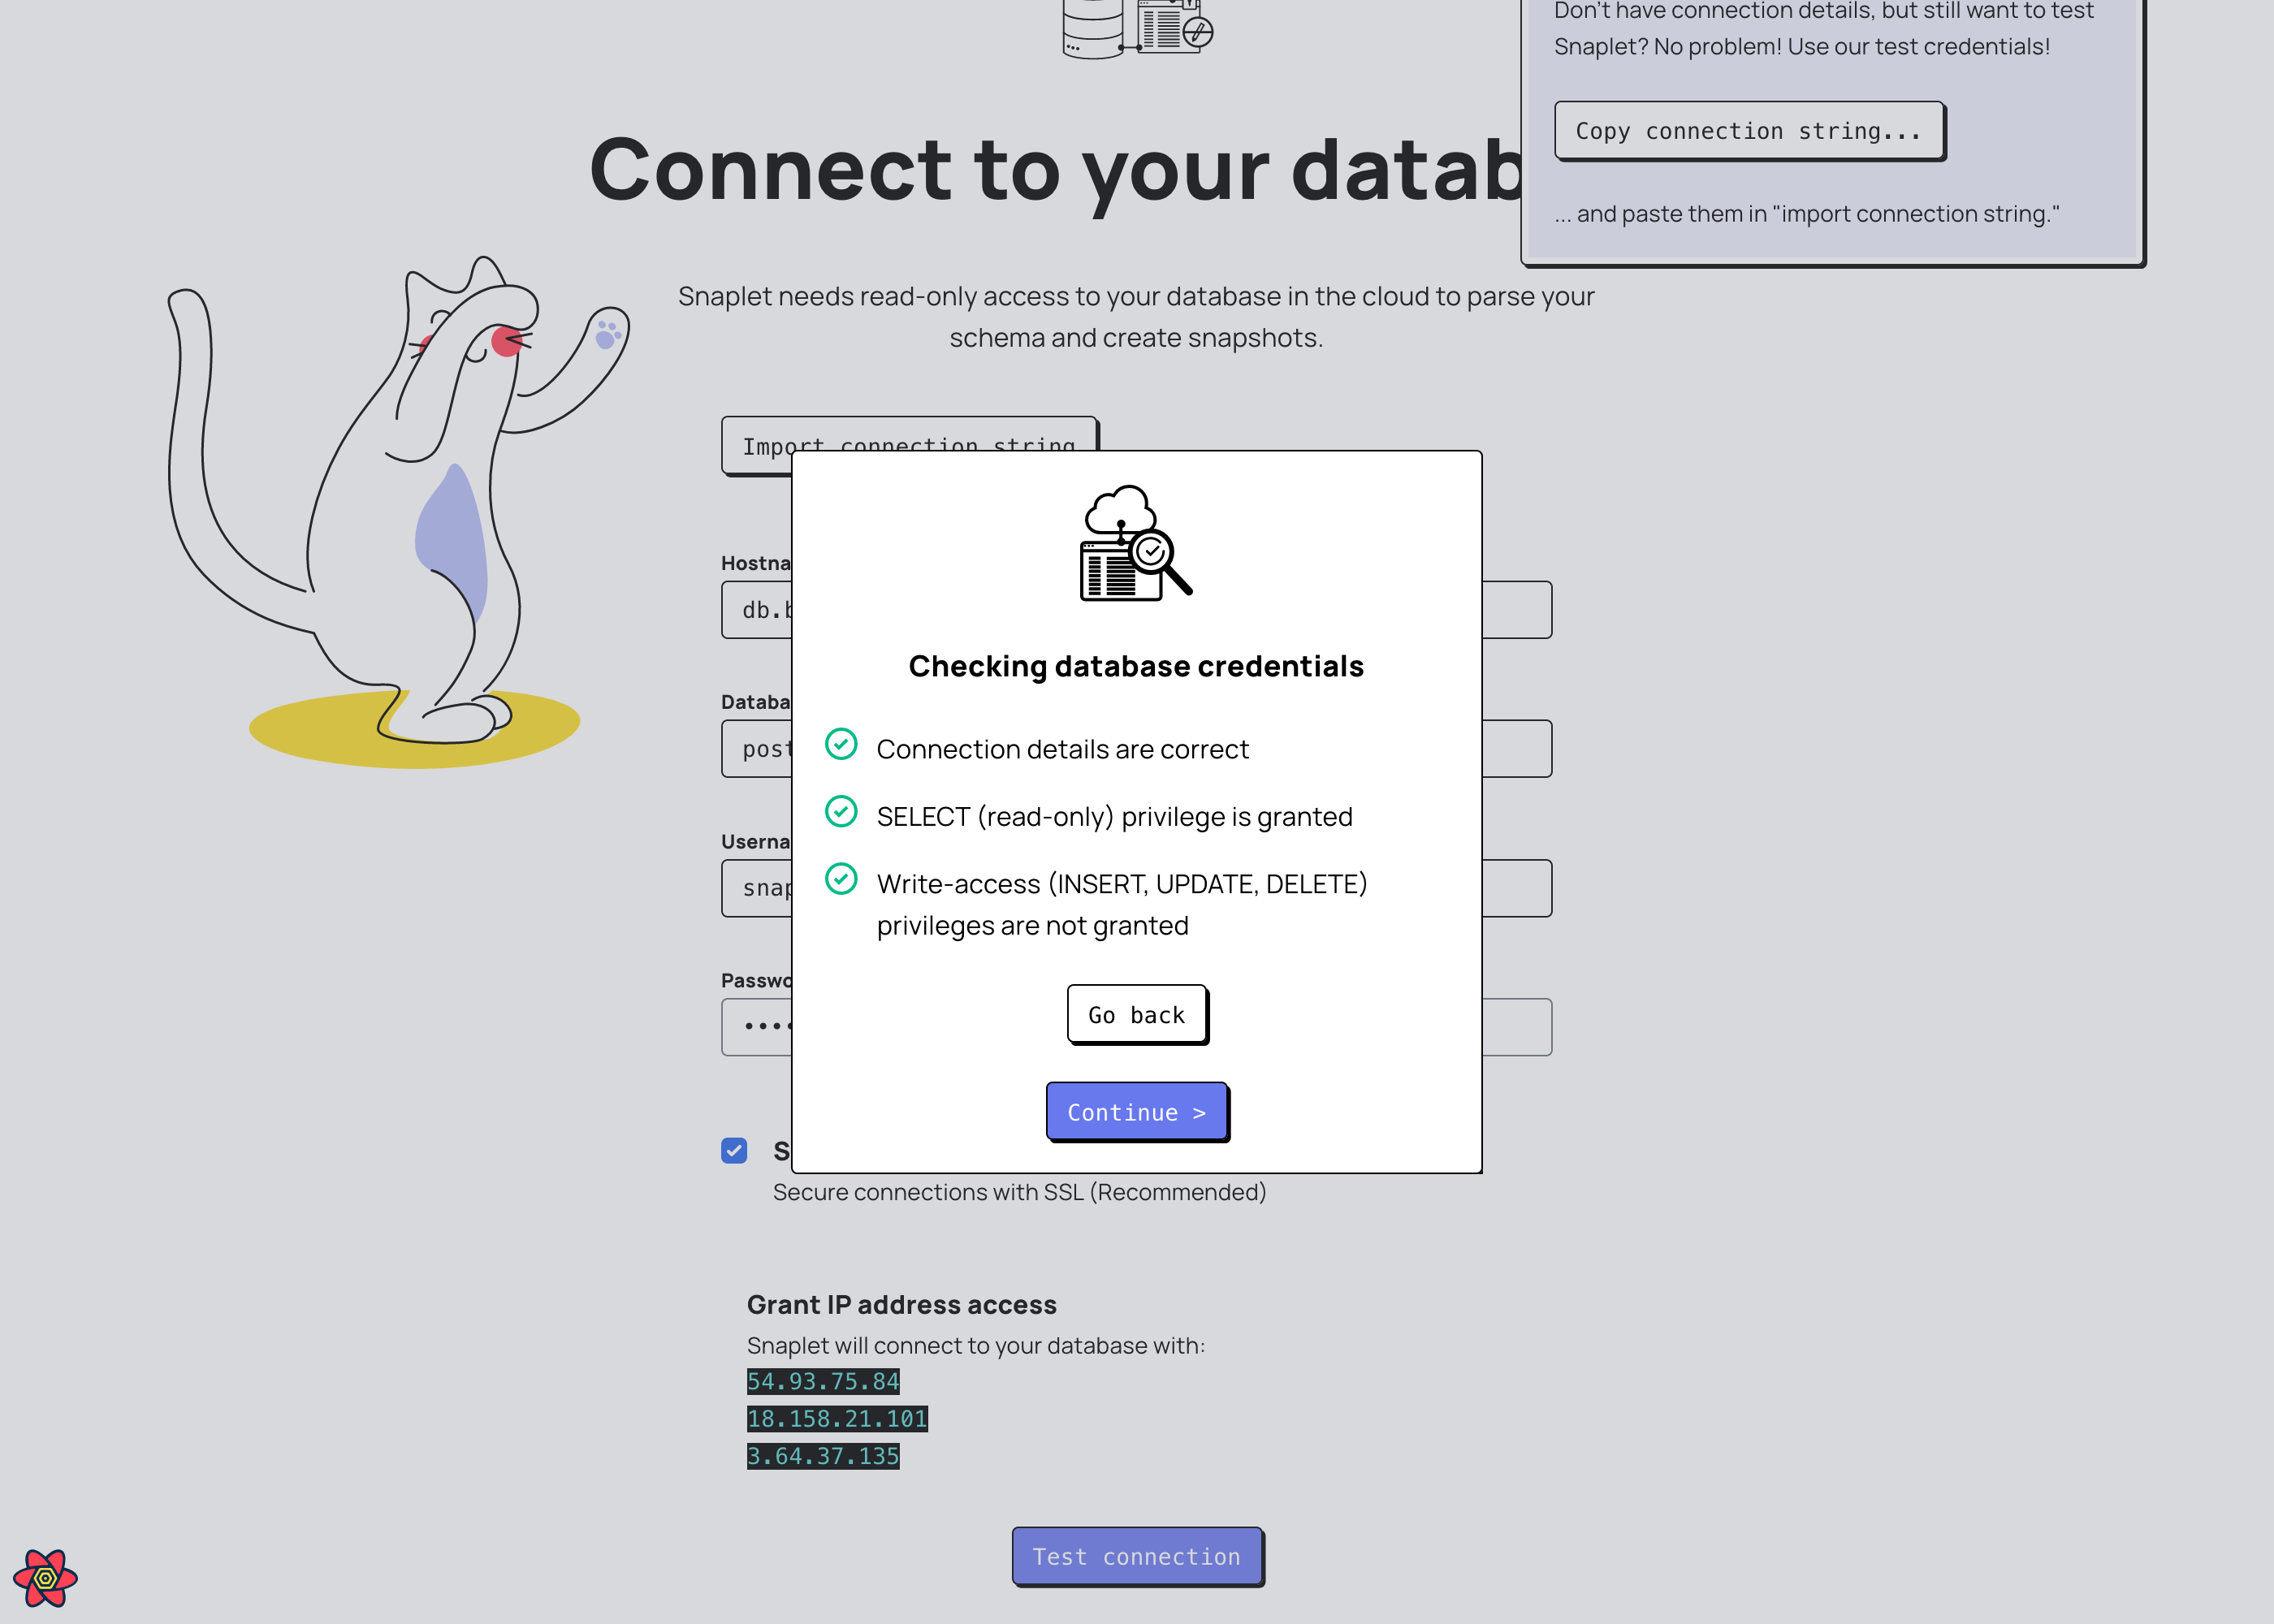 Don't have connection details, but still want to test
Snaplet? No problem! Use our test credentials!
Copy connection string...
... and paste them in "import connection string."
Connect to your datab
Snaplet needs read-only access to your database in the cloud to parse your
schema and create snapshots.
Import connection string
Hostna
db.b
Databa
post
Userna
snap
Passwo
••••
Checking database credentials
Connection details are correct
SELECT (read-only) privilege is granted
Write-access (INSERT, UPDATE, DELETE)
privileges are not granted
Go back
Continue >
S
Secure connections with SSL (Recommended)
Grant IP address access
Snaplet will connect to your database with:
54.93.75.84
18.158.21.101
3.64.37.135
Test connection